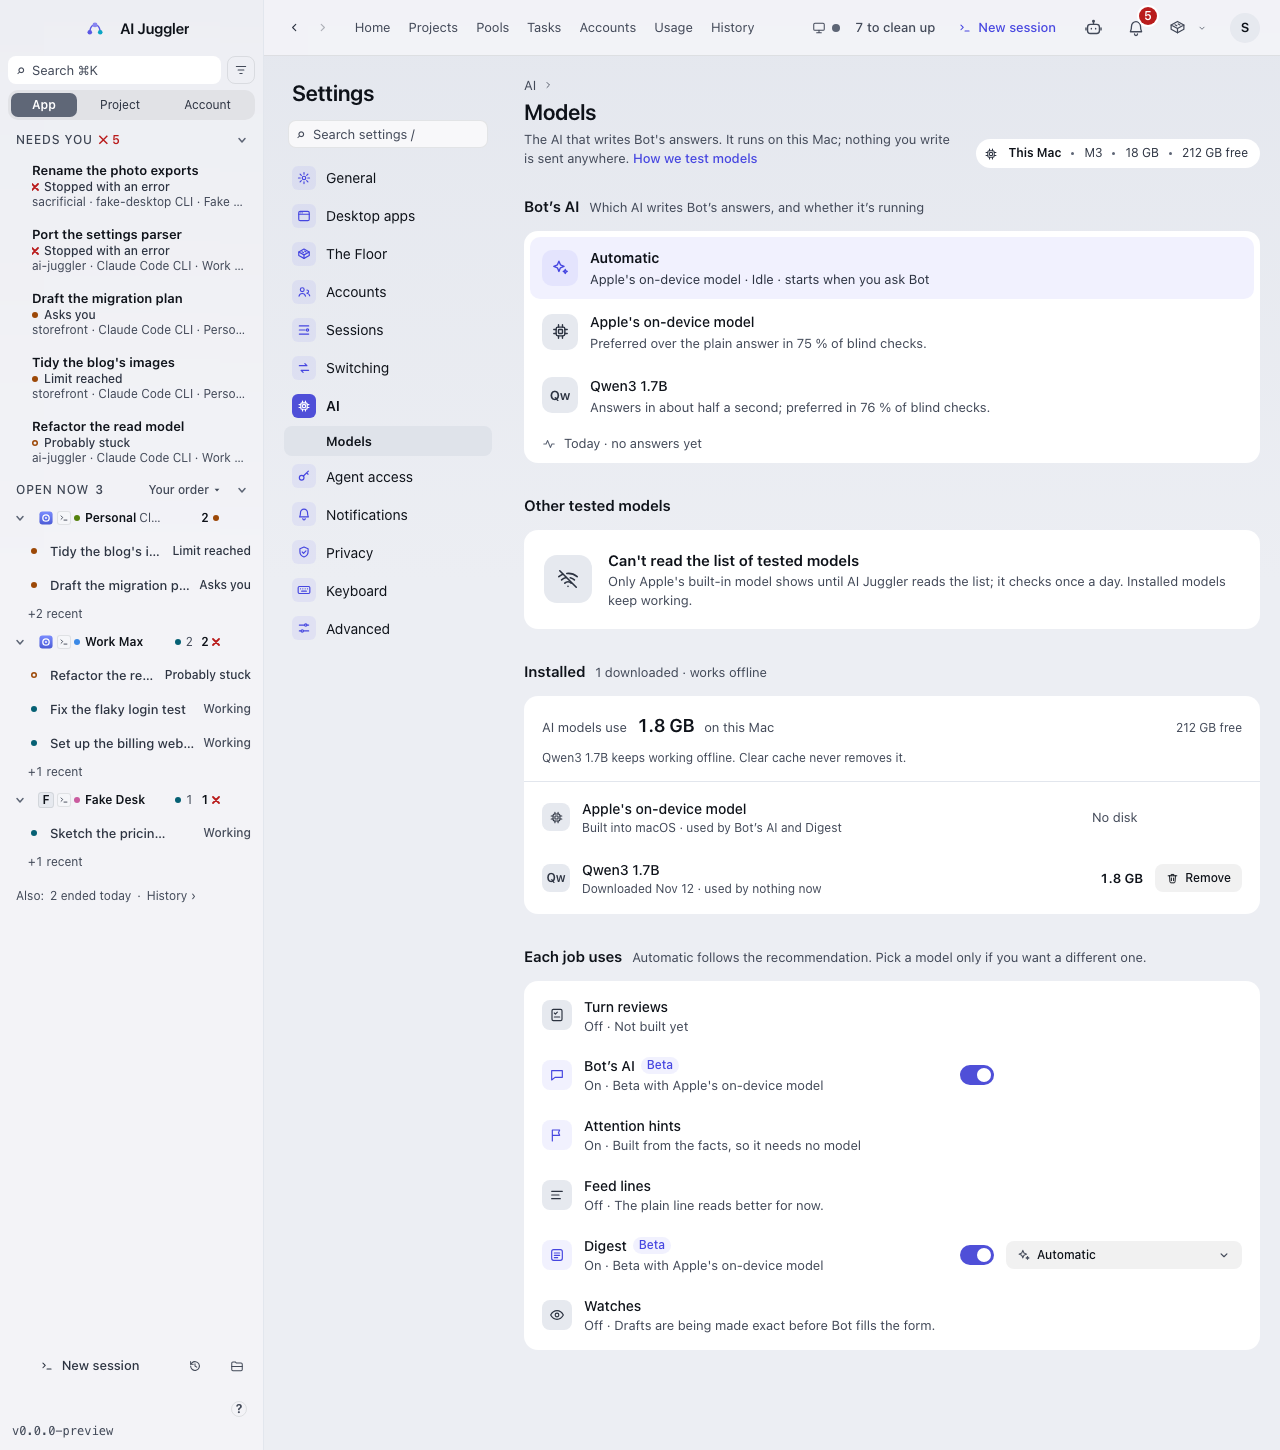 AI Juggler
Search ⌘K
App Project Account
NEEDS YOU 5
Rename the photo exports
Stopped with an error
sacrificial · fake-desktop CLI · Fake ...
Port the settings parser
Stopped with an error
ai-juggler · Claude Code CLI · Work ...
Draft the migration plan
Asks you
storefront · Claude Code CLI · Perso...
Tidy the blog's images
Limit reached
storefront · Claude Code CLI · Perso...
Refactor the read model
Probably stuck
ai-juggler · Claude Code CLI · Work ...
OPEN NOW 3 Your order
Personal Cl... 2
Tidy the blog's i... Limit reached
Draft the migration p... Asks you
+2 recent
Work Max 2 2
Refactor the re... Probably stuck
Fix the flaky login test Working
Set up the billing web... Working
+1 recent
F Fake Desk 1 1
Sketch the pricin... Working
+1 recent
Also: 2 ended today · History ›
New session
?
v0.0.0-preview
Home Projects Pools Tasks Accounts Usage History
7 to clean up New session 5 S
Settings
Search settings /
General
Desktop apps
The Floor
Accounts
Sessions
Switching
AI
Models
Agent access
Notifications
Privacy
Keyboard
Advanced
AI ›
Models
The AI that writes Bot's answers. It runs on this Mac; nothing you write
is sent anywhere. How we test models
This Mac • M3 • 18 GB • 212 GB free
Bot's AI Which AI writes Bot's answers, and whether it's running
Automatic
Apple's on-device model · Idle · starts when you ask Bot
Apple's on-device model
Preferred over the plain answer in 75 % of blind checks.
Qw Qwen3 1.7B
Answers in about half a second; preferred in 76 % of blind checks.
Today · no answers yet
Other tested models
Can't read the list of tested models
Only Apple's built-in model shows until AI Juggler reads the list; it checks once a day. Installed models
keep working.
Installed 1 downloaded · works offline
AI models use 1.8 GB on this Mac 212 GB free
Qwen3 1.7B keeps working offline. Clear cache never removes it.
Apple's on-device model
Built into macOS · used by Bot's AI and Digest
No disk
Qw Qwen3 1.7B
Downloaded Nov 12 · used by nothing now
1.8 GB Remove
Each job uses Automatic follows the recommendation. Pick a model only if you want a different one.
Turn reviews
Off · Not built yet
Bot's AI Beta
On · Beta with Apple's on-device model
Attention hints
On · Built from the facts, so it needs no model
Feed lines
Off · The plain line reads better for now.
Digest Beta
On · Beta with Apple's on-device model
Automatic
Watches
Off · Drafts are being made exact before Bot fills the form.